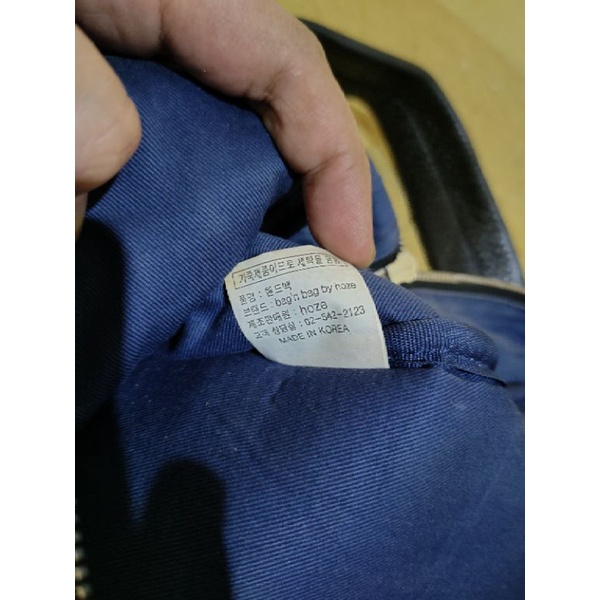 가죽제품이므로 세탁을 금
품명 : 핸드백
브랜드 : bag'n bag by hoze
제조판매원 : hoze
고객 상담실 : 02-542-2123
MADE IN KOREA